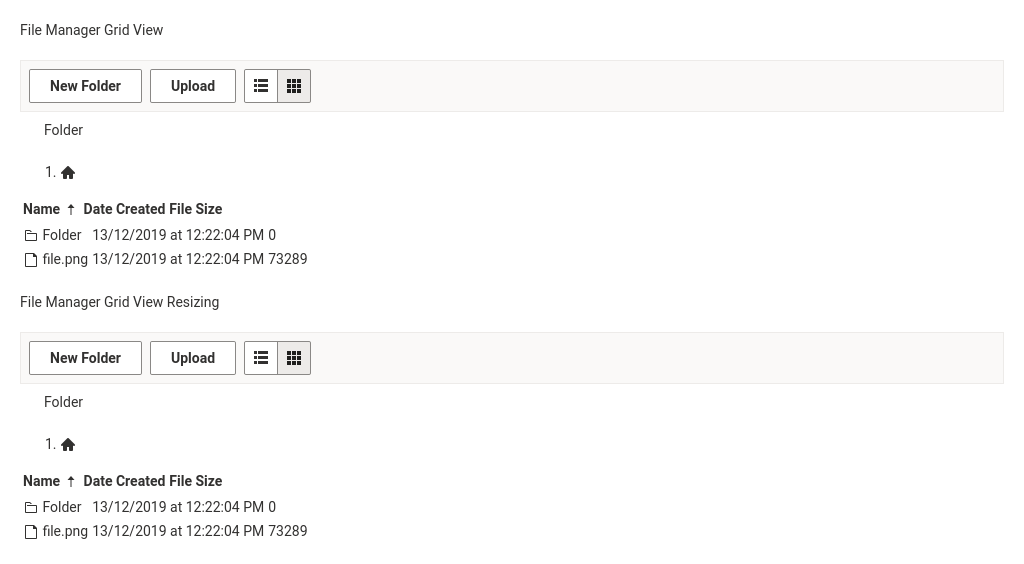 File Manager Grid View
New Folder Upload
Folder
1.
Name ↑ Date Created File Size
Folder 13/12/2019 at 12:22:04 PM 0
file.png 13/12/2019 at 12:22:04 PM 73289
File Manager Grid View Resizing
New Folder Upload
Folder
1.
Name ↑ Date Created File Size
Folder 13/12/2019 at 12:22:04 PM 0
file.png 13/12/2019 at 12:22:04 PM 73289